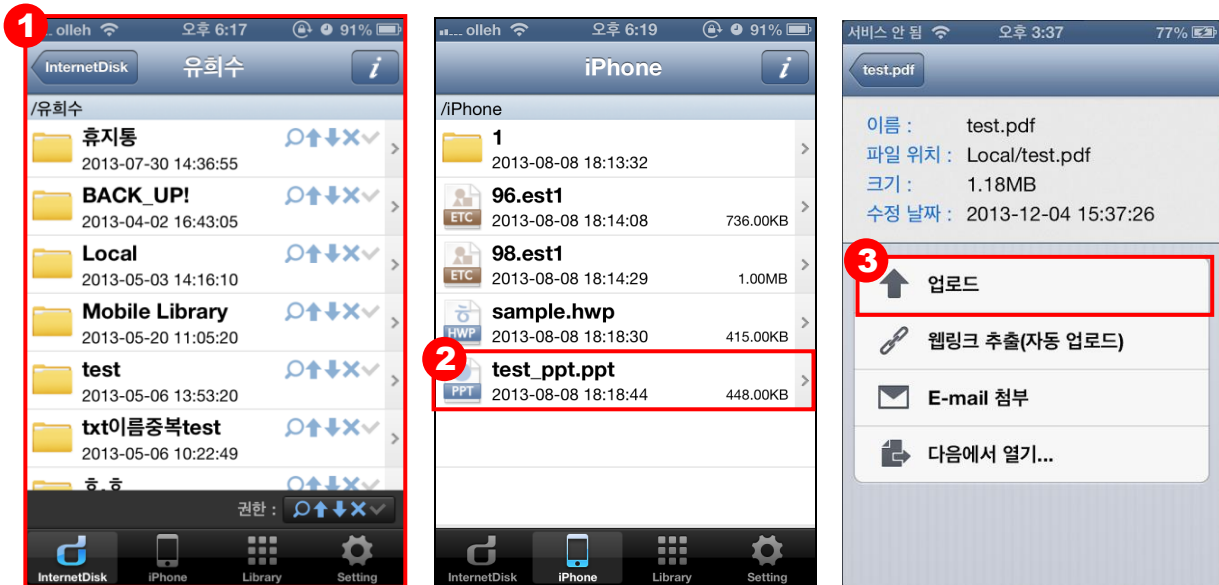 1
olleh 오후 6:17 91%
InternetDisk 유희수 i
/유희수
휴지통
2013-07-30 14:36:55
BACK_UP!
2013-04-02 16:43:05
Local
2013-05-03 14:16:10
Mobile Library
2013-05-20 11:05:20
test
2013-05-06 13:53:20
txt이름중복test
2013-05-06 10:22:49
ㅎ.ㅎ
권한 :
InternetDisk iPhone Library Setting
olleh 오후 6:19 91%
iPhone i
/iPhone
1
2013-08-08 18:13:32
96.est1
ETC 2013-08-08 18:14:08 736.00KB
98.est1
ETC 2013-08-08 18:14:29 1.00MB
ㅎ sample.hwp
HWP 2013-08-08 18:18:30 415.00KB
2
test_ppt.ppt
PPT 2013-08-08 18:18:44 448.00KB
InternetDisk iPhone Library Setting
서비스 안 됨 오후 3:37 77%
test.pdf
이름 : test.pdf
파일 위치 : Local/test.pdf
크기 : 1.18MB
수정 날짜 : 2013-12-04 15:37:26
3
업로드
웹링크 추출(자동 업로드)
E-mail 첨부
다음에서 열기...